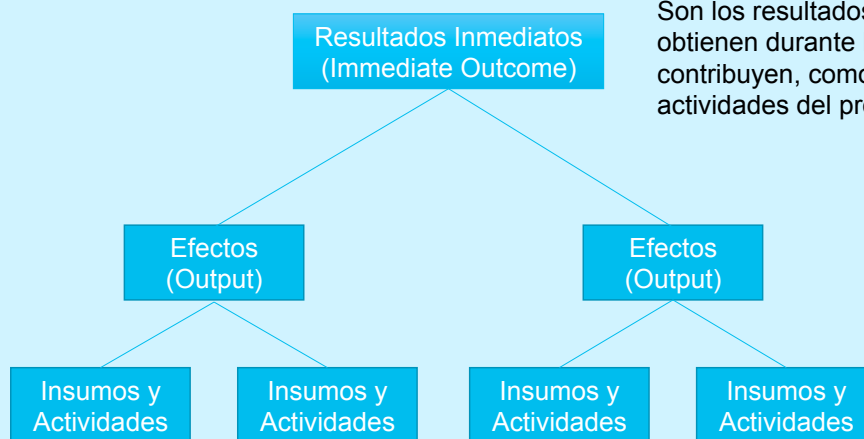 Son los resultados
obtienen durante
contribuyen, como
actividades del
Resultados Inmediatos
(Immediate Outcome)
Efectos
(Output)
Efectos
(Output)
Insumos y
Actividades
Insumos y
Actividades
Insumos y
Actividades
Insumos y
Actividades